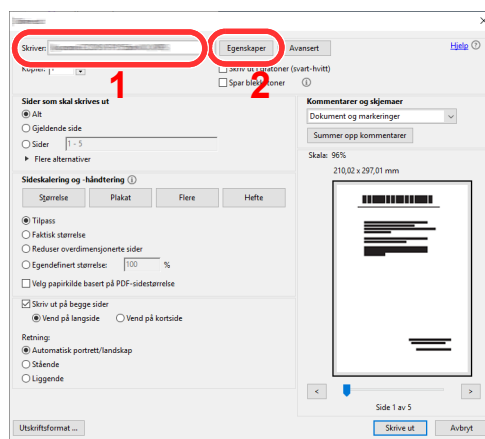 Skriver:
Egenskaper
Avansert
Hjelp
Kopier: 1
Skriv ut i gråtoner (svart-hvitt)
Spar blekk/toner
1
2
Sider som skal skrives ut
Alt
Gjeldende side
Sider 1 - 5
Flere alternativer
Kommentarer og skjemaer
Dokument og markeringer
Summer opp kommentarer
Skala: 96%
210,02 x 297,01 mm
Sideskalering og -håndtering
Størrelse Plakat Flere Hefte
Tilpass
Faktisk størrelse
Reduser overdimensjonerte sider
Egendefinert størrelse: 100 %
Velg papirkilde basert på PDF-sidestørrelse
Skriv ut på begge sider
Vend på langside Vend på kortside
Retning:
Automatisk portrett/landskap
Stående
Liggende
< >
Side 1 av 5
Utskriftsformat ...
Skrive ut
Avbryt